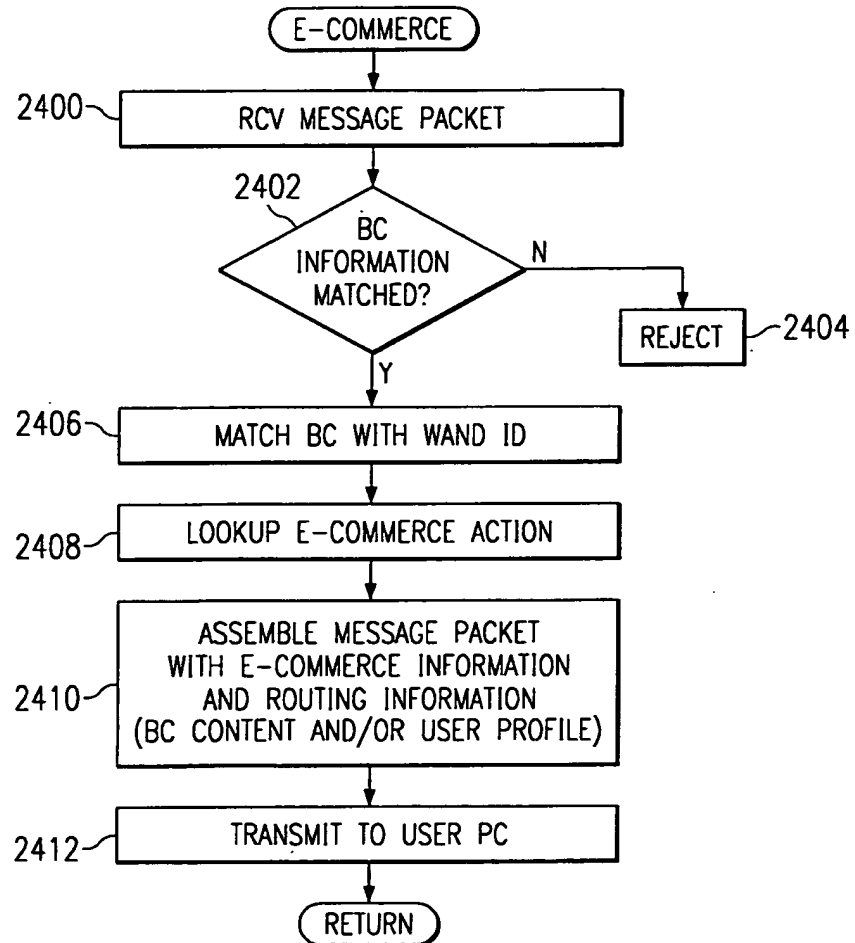 E-COMMERCE
2400
RCV MESSAGE PACKET
2402
BC
INFORMATION
MATCHED?
N
REJECT
2404
Y
2406
MATCH BC WITH WAND ID
2408
LOOKUP E-COMMERCE ACTION
2410
ASSEMBLE MESSAGE PACKET
WITH E-COMMERCE INFORMATION
AND ROUTING INFORMATION
(BC CONTENT AND/OR USER PROFILE)
2412
TRANSMIT TO USER PC
RETURN